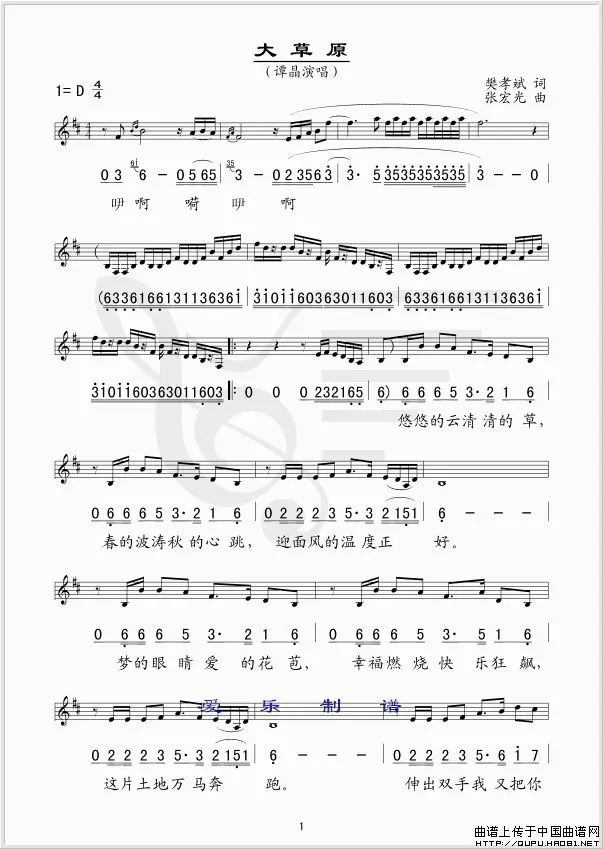 大草原
（谭晶演唱）
1= D 4/4
樊孝斌 词
张宏光 曲
0 3 6i 6 - 0 5 6 5 35 3 - 0 2 3 5 6 3 | 3· 5 3 5 3 5 3 5 3 5 3 5 3 5 | 3 - - 0
咿 啊 嗬 咿 啊
(6 3 3 6 1 6 6 1 3 1 1 3 6 3 6 i | 3 i 0 i i 6 0 3 6 3 0 1 1 6 0 3 | 6 3 3 6 1 6 6 1 3 1 1 3 6 3 6 i |
3 i 0 i i 6 0 3 6 3 0 1 1 6 0 3 :0 0 0 2 3 2 1 6 5 | 6) 6 6 6 5 3· 2 1 6 |
悠悠的云清 清的 草，
0 6 6 6 5 3· 2 1 6 | 0 2 2 2 3 5· 3 2 1 5 1 | 6 - - - |
春的波涛秋 的心 跳， 迎面风的温 度正 好。
0 6 6 6 5 3· 2 1 6 | 0 6 6 6 5 3· 2 1 6 |
梦的眼 睛爱 的花 苞， 幸福燃 烧快 乐狂 飙，
爱 乐 制 谱
0 2 2 2 3 5· 3 2 1 5 1 | 6 - - - | 0 2 2 2 3 5· 6 i 7 |
这片土地万 马奔 跑。 伸出双手我 又把你
1
曲谱上传于中国曲谱网
HTTP://QUPU.HAO81.NET